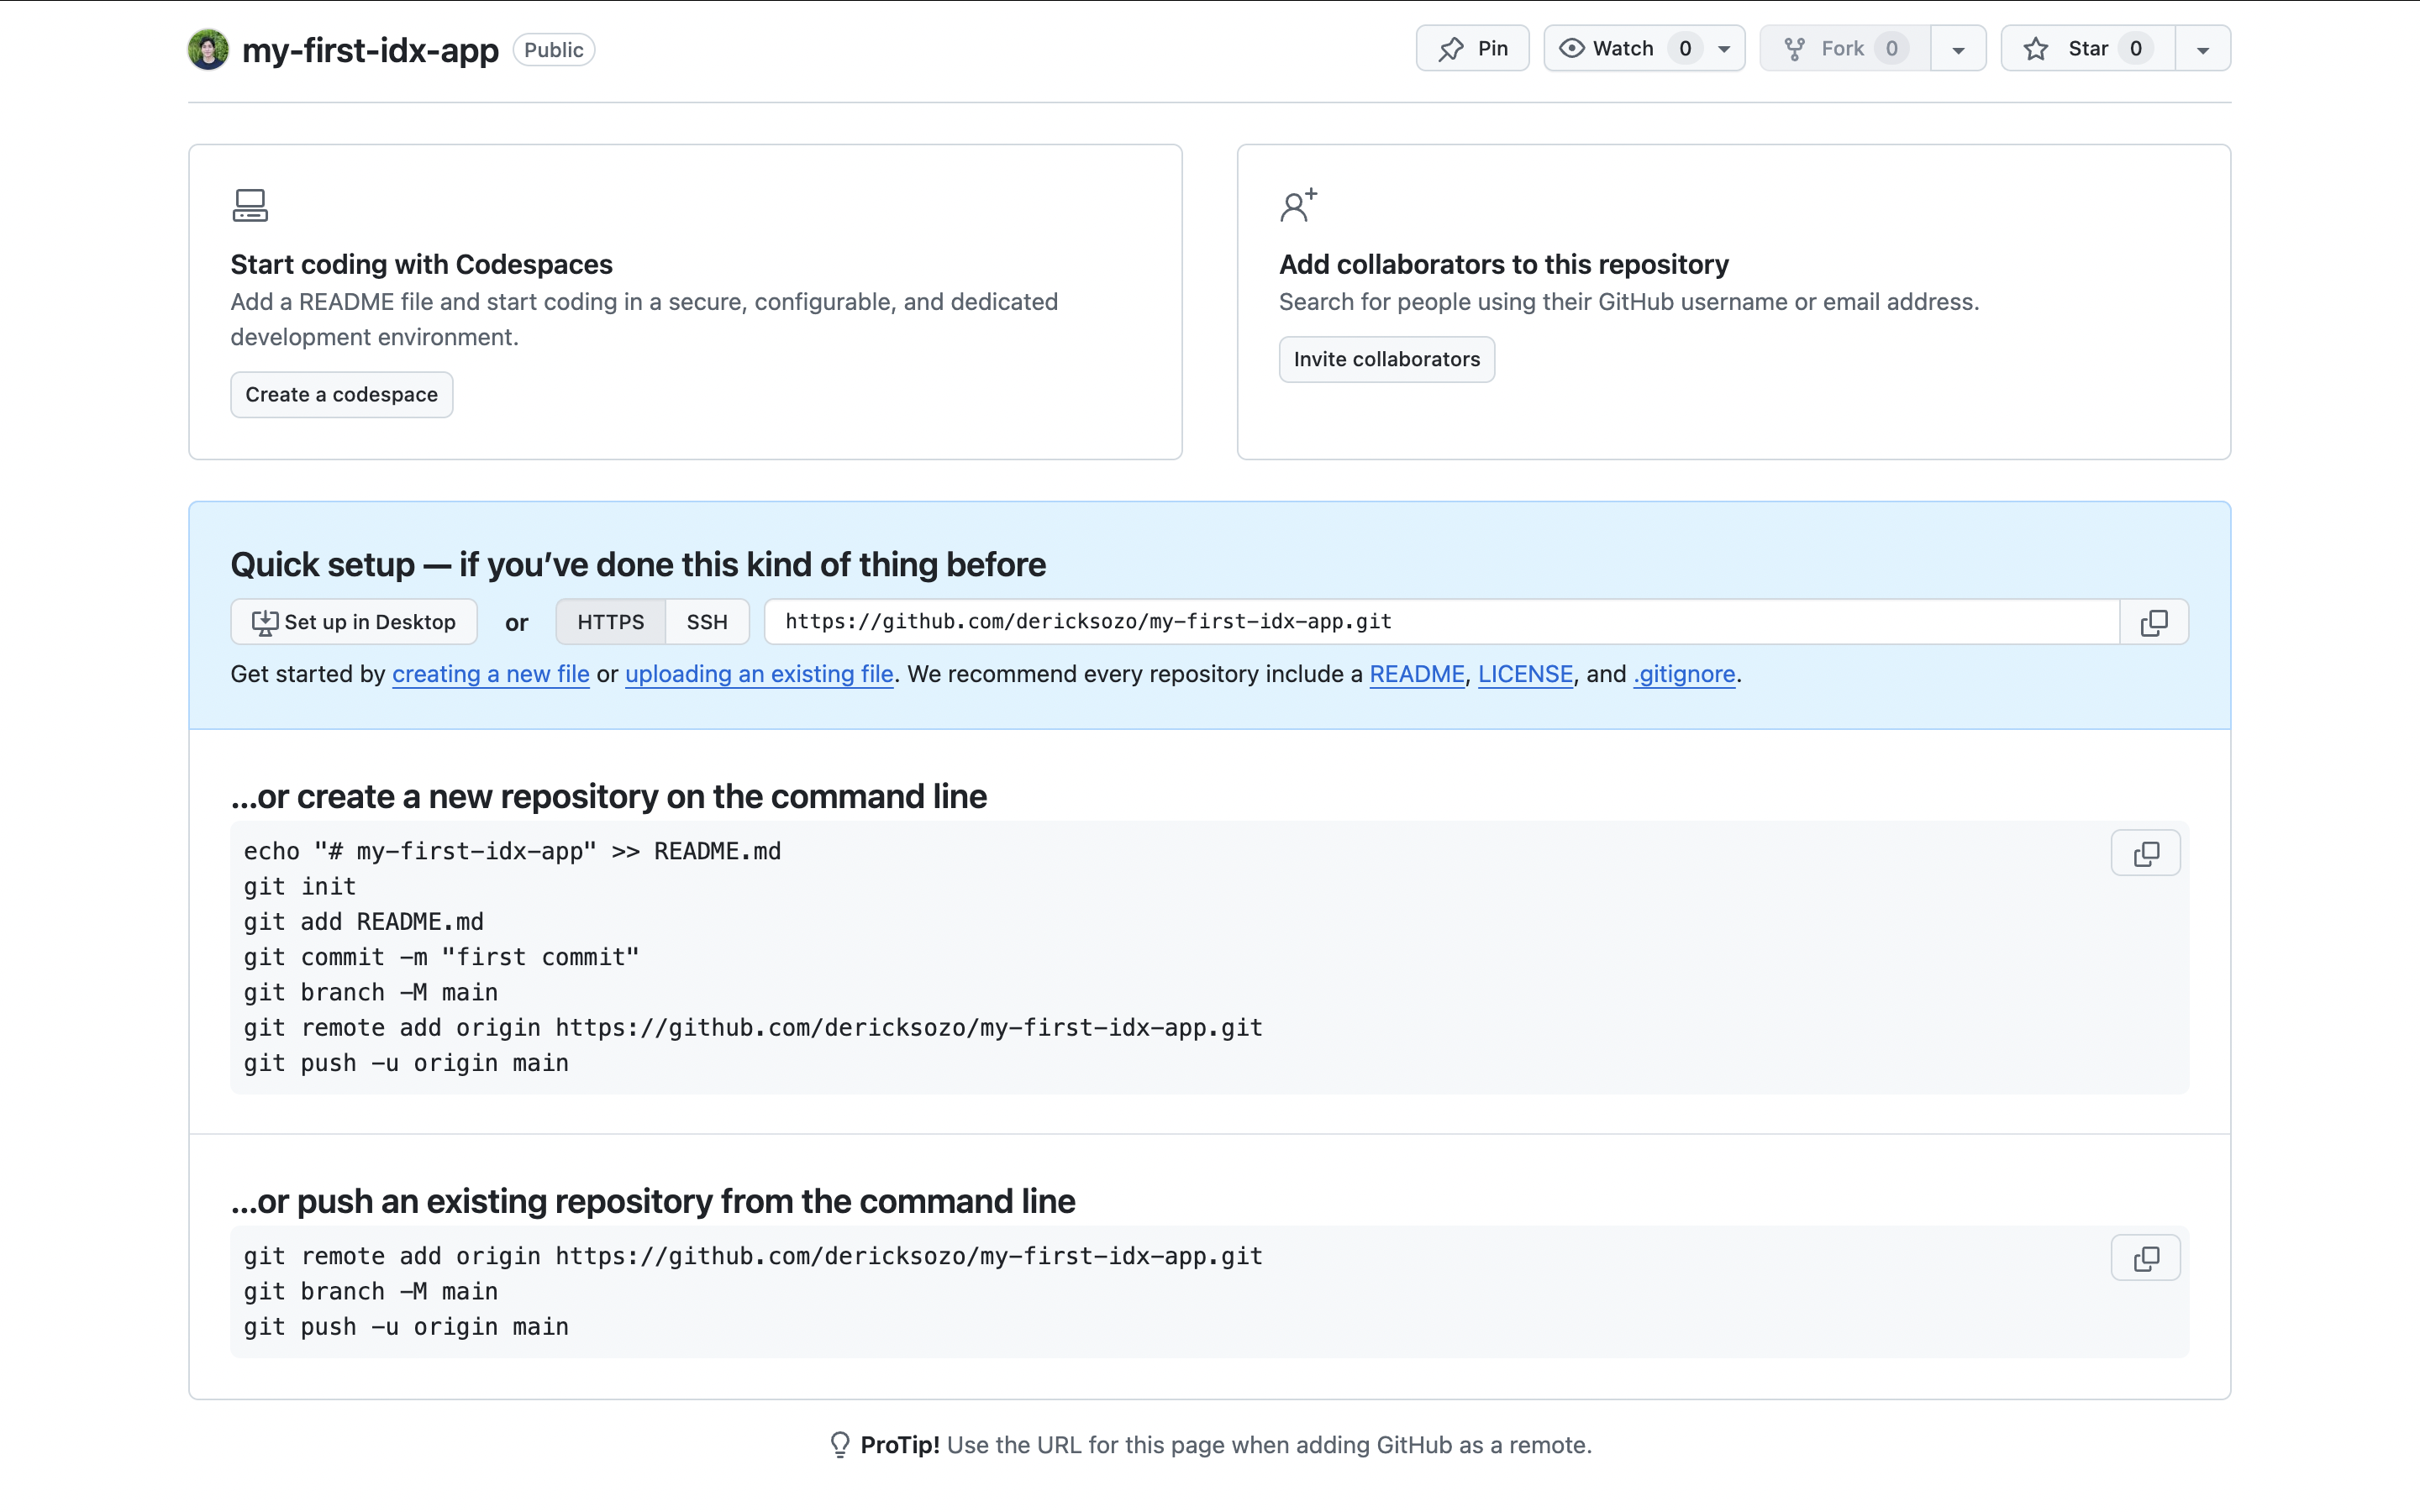 my-first-idx-app Public
Pin Watch 0 Fork 0 Star 0
Start coding with Codespaces
Add a README file and start coding in a secure, configurable, and dedicated
development environment.
Create a codespace
Add collaborators to this repository
Search for people using their GitHub username or email address.
Invite collaborators
Quick setup — if you’ve done this kind of thing before
Set up in Desktop or HTTPS SSH https://github.com/dericksozo/my-first-idx-app.git
Get started by creating a new file or uploading an existing file. We recommend every repository include a README, LICENSE, and .gitignore.
…or create a new repository on the command line
echo "# my-first-idx-app" >> README.md
git init
git add README.md
git commit -m "first commit"
git branch -M main
git remote add origin https://github.com/dericksozo/my-first-idx-app.git
git push -u origin main
…or push an existing repository from the command line
git remote add origin https://github.com/dericksozo/my-first-idx-app.git
git branch -M main
git push -u origin main
ProTip! Use the URL for this page when adding GitHub as a remote.